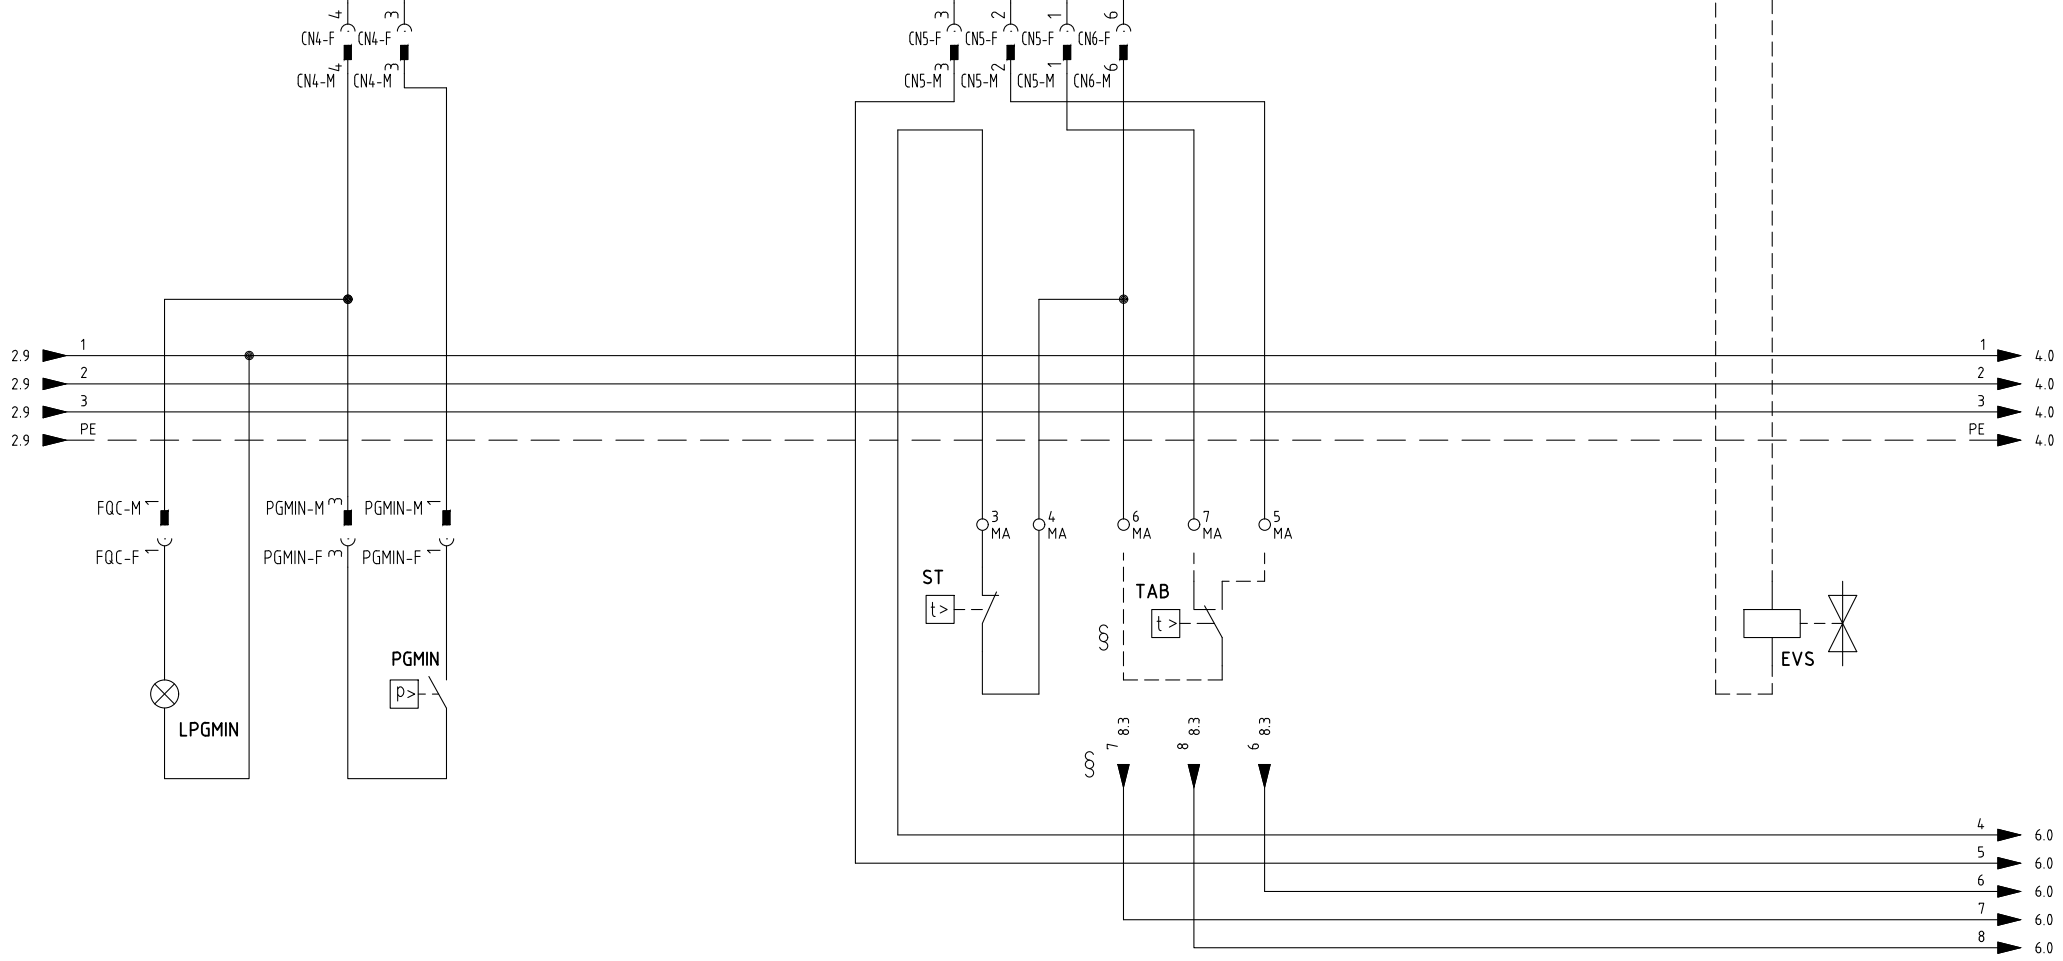 4 3 3 2 1 6
CN4-F CN4-F CN5-F CN5-F CN5-F CN6-F
4 3 3 2 1 6
CN4-M CN4-M CN5-M CN5-M CN5-M CN6-M
2.9 1 1 4.0
2.9 2 2 4.0
2.9 3 3 4.0
2.9 PE PE 4.0
FQC-M 1 PGMIN-M 3 PGMIN-M 1
3 4 6 7 5
MA MA MA MA MA
FQC-F 1 PGMIN-F 3 PGMIN-F 1
ST
t>
TAB
t >
§
PGMIN
p>
EVS
LPGMIN
8.3 8.3 8.3
7 8 6
§
4 6.0
5 6.0
6 6.0
7 6.0
8 6.0